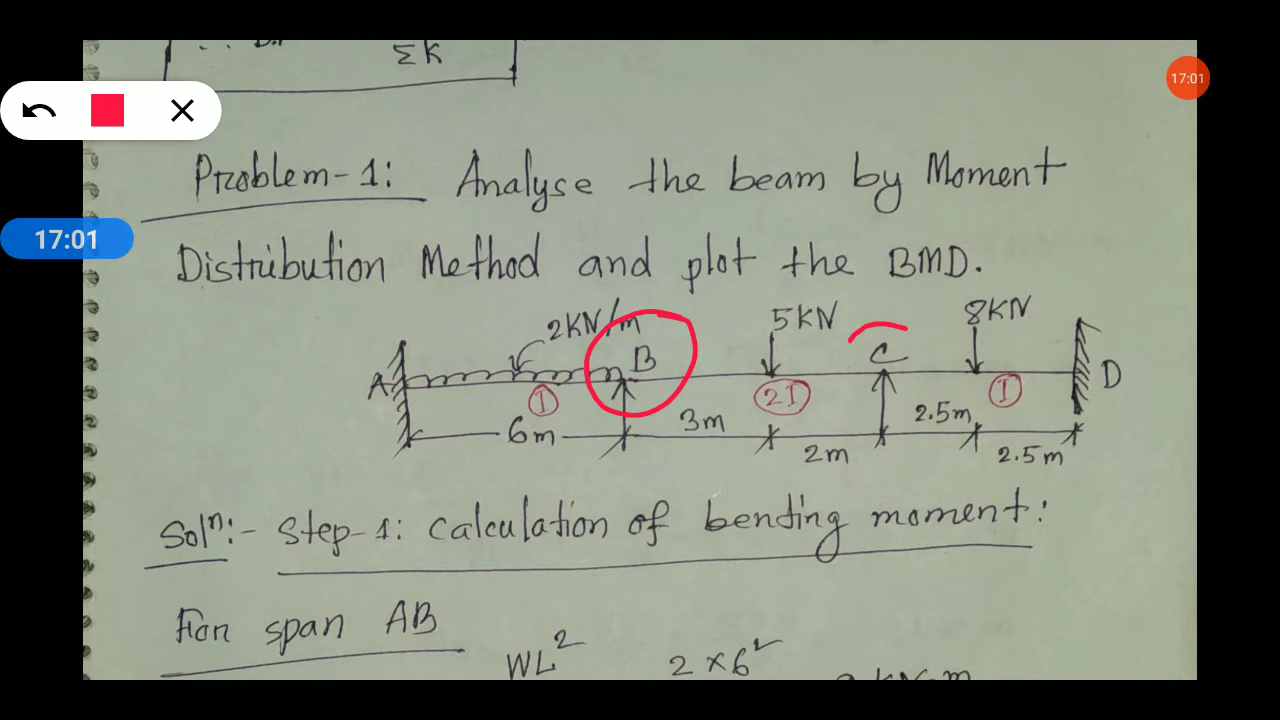 ΣK
17:01
Problem-1: Analyse the beam by Moment
17:01
Distribution Method and plot the BMD.
2KN/m 5KN 8KN
A B C D
I 2I I
6m 3m 2m 2.5m 2.5m
Solⁿ:- Step-1: Calculation of bending moment:
For span AB
WL² 2×6²